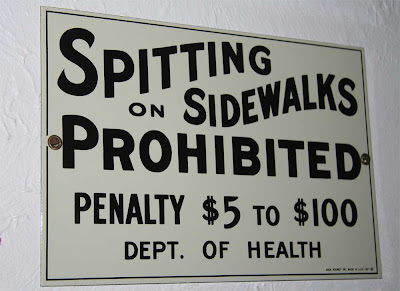 SPITTING
ON SIDEWALKS
PROHIBITED
PENALTY $5 TO $100
DEPT. OF HEALTH